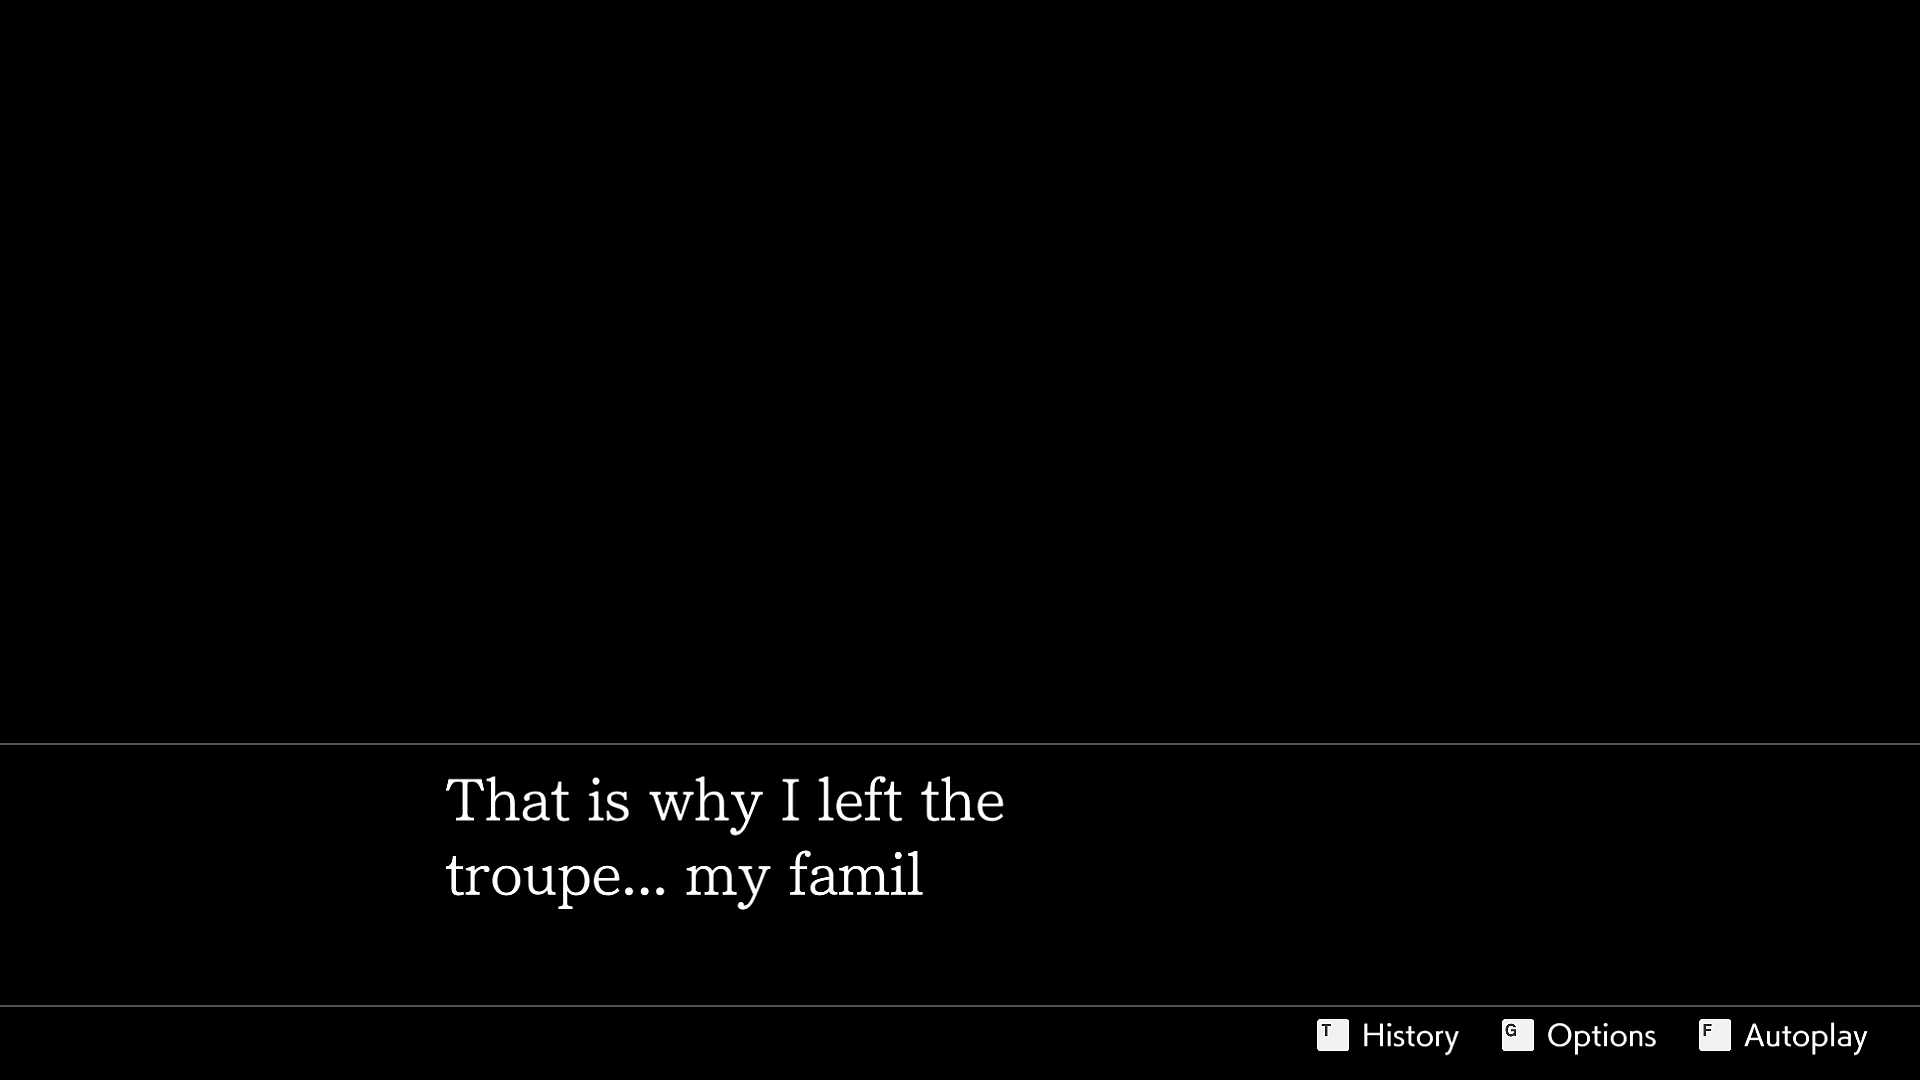 That is why I left the
troupe... my famil
T History G Options F Autoplay